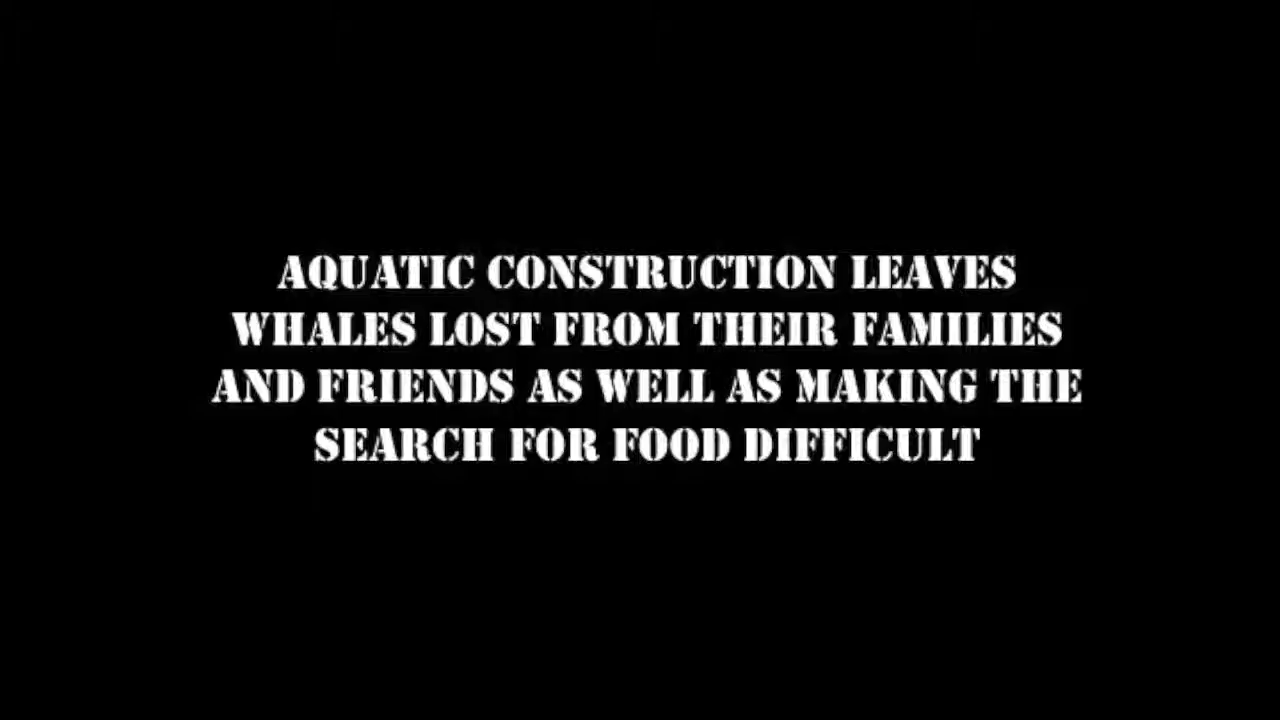 AQUATIC CONSTRUCTION LEAVES
WHALES LOST FROM THEIR FAMILIES
AND FRIENDS AS WELL AS MAKING THE
SEARCH FOR FOOD DIFFICULT